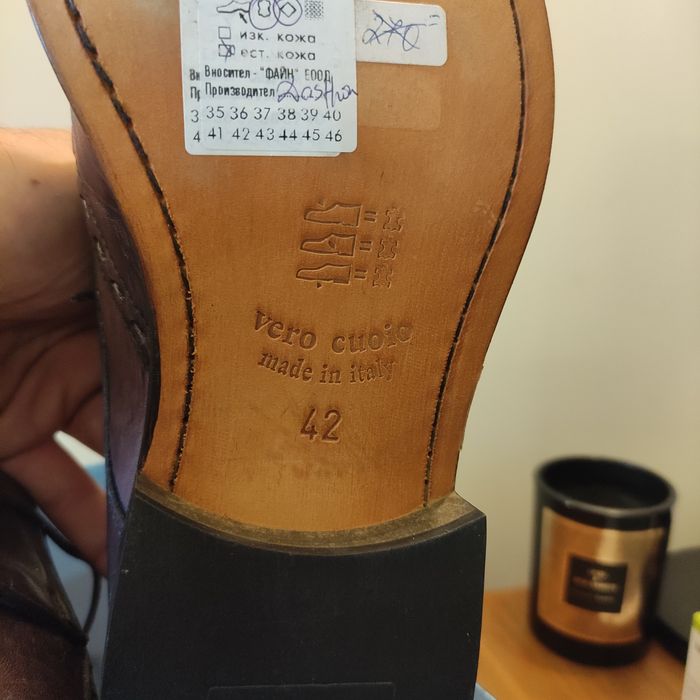 270
изк. кожа
ест. кожа
Вносител - "ФАЙН" ЕООД
Производител
35 36 37 38 39 40
41 42 43 44 45 46
vero cuoio
made in italy
42